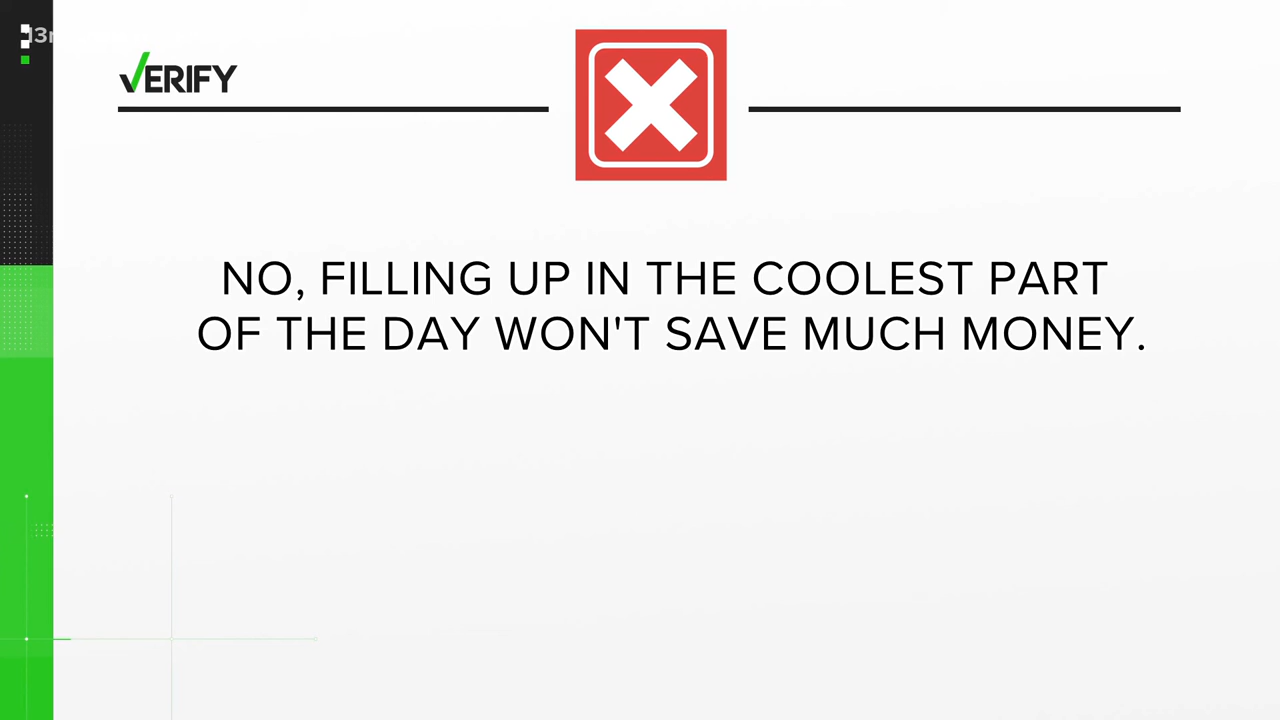 VERIFY
NO, FILLING UP IN THE COOLEST PART
OF THE DAY WON'T SAVE MUCH MONEY.